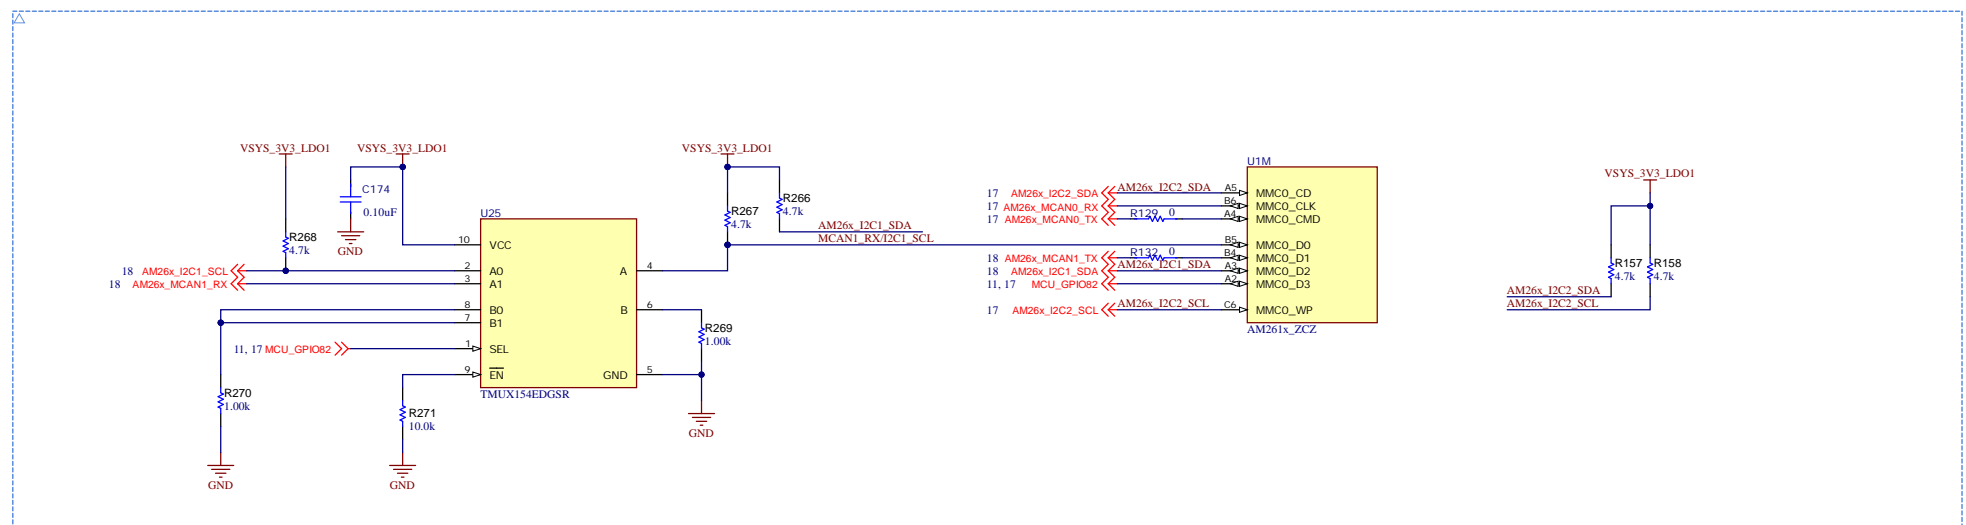 VSYS_3V3_LDO1
VSYS_3V3_LDO1
C174
0.10uF
GND
R268
4.7k
18 AM26x_I2C1_SCL
18 AM26x_MCAN1_RX
11, 17 MCU_GPIO82
R270
1.00k
GND
R271
10.0k
GND
U25
10 VCC
2 A0
3 A1
8 B0
7 B1
1 SEL
9 EN
A 4
B 6
GND 5
TMUX154EDGSR
VSYS_3V3_LDO1
R267
4.7k
R266
4.7k
AM26x_I2C1_SDA
MCAN1_RX/I2C1_SCL
R269
1.00k
GND
U1M
17 AM26x_I2C2_SDA AM26x_I2C2_SDA A5 MMC0_CD
17 AM26x_MCAN0_RX B6 MMC0_CLK
17 AM26x_MCAN0_TX R129 0 A4 MMC0_CMD
B5 MMC0_D0
18 AM26x_MCAN1_TX R132 0 B4 MMC0_D1
18 AM26x_I2C1_SDA AM26x_I2C1_SDA A3 MMC0_D2
11, 17 MCU_GPIO82 A2 MMC0_D3
17 AM26x_I2C2_SCL AM26x_I2C2_SCL C6 MMC0_WP
AM261x_ZCZ
VSYS_3V3_LDO1
R157
4.7k
R158
4.7k
AM26x_I2C2_SDA
AM26x_I2C2_SCL